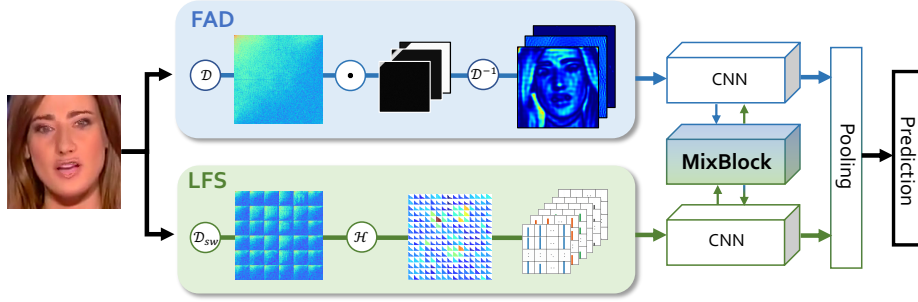 FAD
𝒟
𝒟⁻¹
CNN
MixBlock
LFS
𝒟sw
ℋ
CNN
Pooling
Prediction